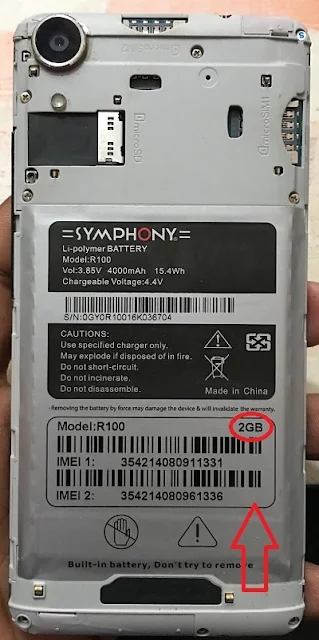 microSIM2
microSD
microSIM1
S
=SYMPHONY®=
Li-polymer BATTERY
Model:R100
Vol:3.85V 4000mAh 15.4Wh
Chargeable Voltage:4.4V
S/N:0GY0R10016K036704
CAUTIONS:
Use specified charger only.
May explode if disposed of in fire.
Do not short-circuit.
Do not incinerate.
Do not disassemble.
Made in China
-Removing the battery by force may damage the device & will invalidate the warranty.
Model:R100 2GB
IMEI 1: 354214080911331
IMEI 2: 354214080961336
Built-in battery, Don't try to remove